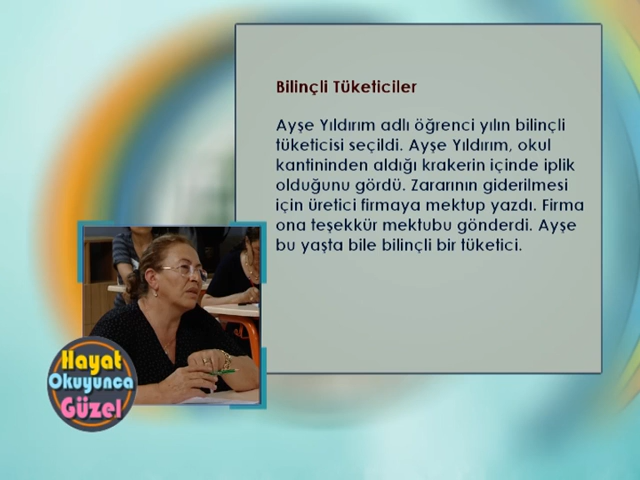 Bilinçli Tüketiciler
Ayşe Yıldırım adlı öğrenci yılın bilinçli
tüketicisi seçildi. Ayşe Yıldırım, okul
kantininden aldığı krakerin içinde iplik
olduğunu gördü. Zararının giderilmesi
için üretici firmaya mektup yazdı. Firma
ona teşekkür mektubu gönderdi. Ayşe
bu yaşta bile bilinçli bir tüketici.
Hayat
Okuyunca
Güzel